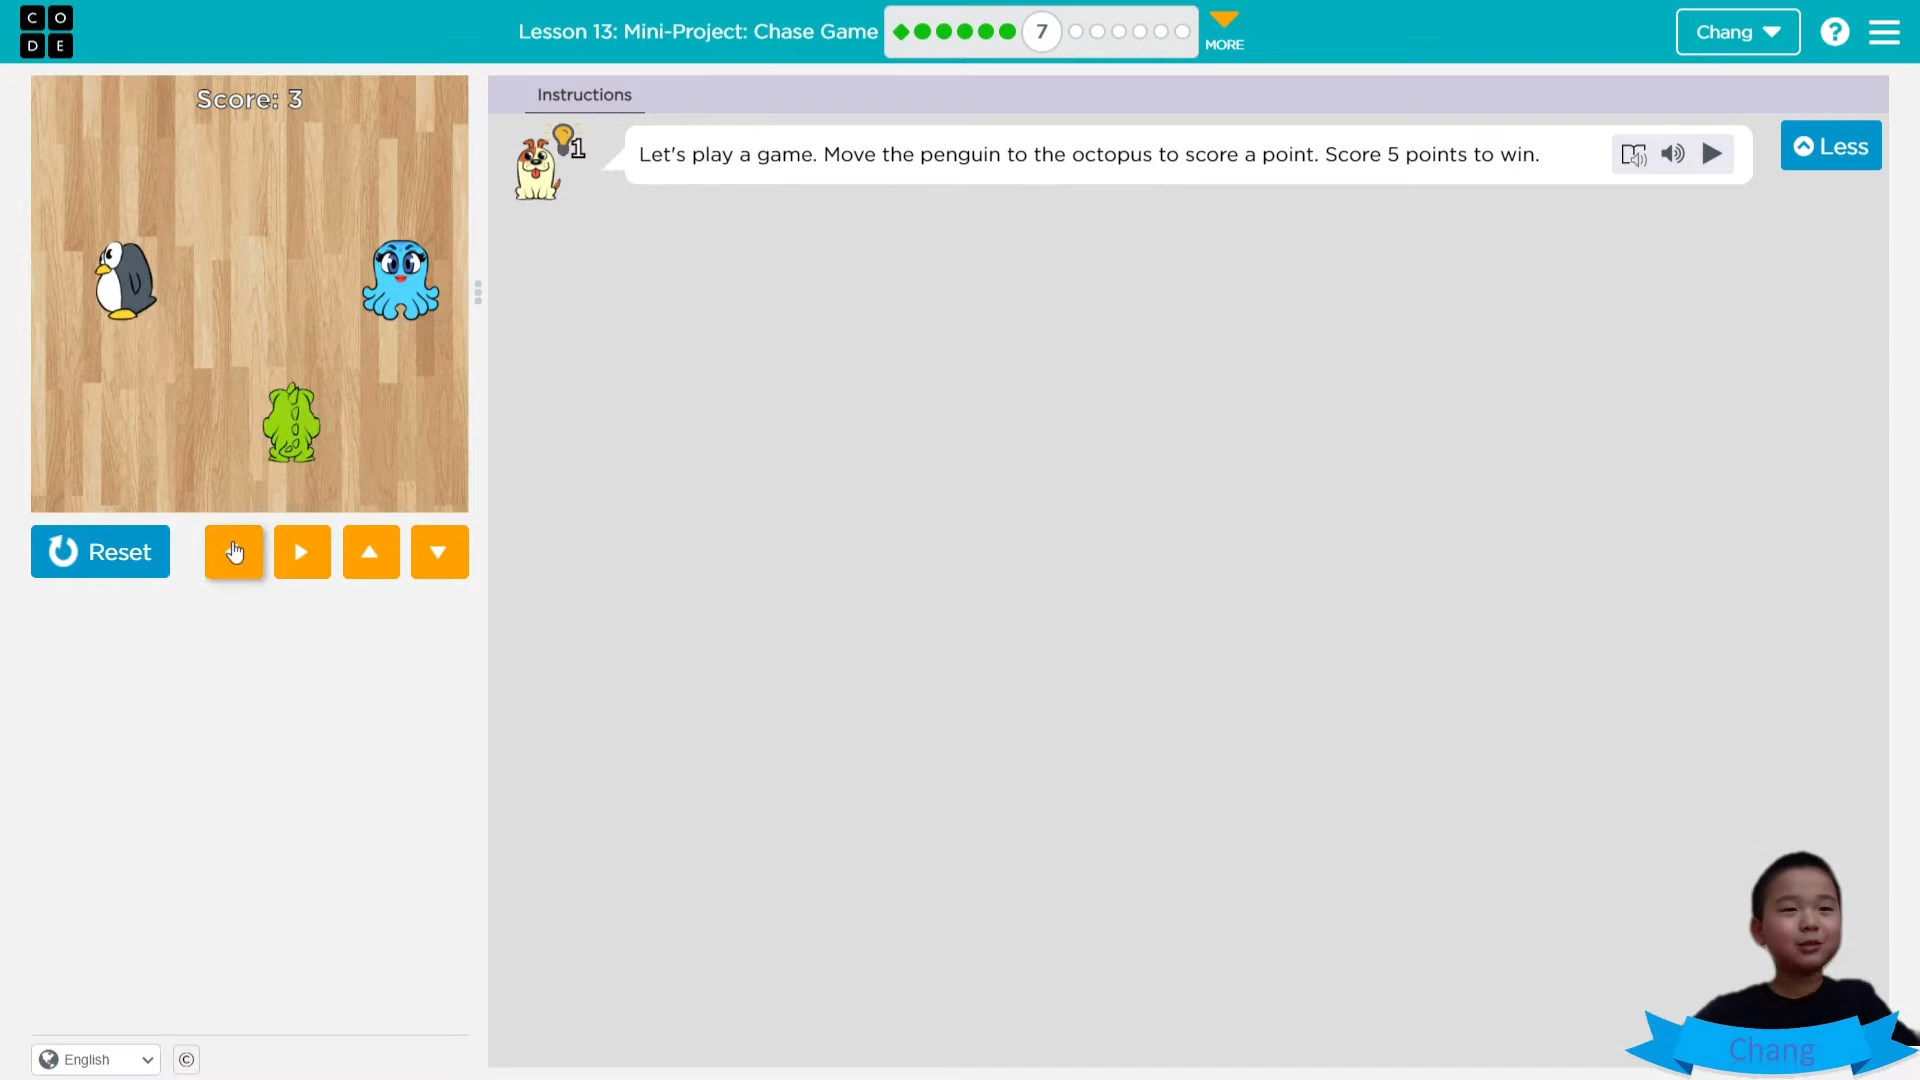 CODE
Lesson 13: Mini-Project: Chase Game
7
MORE
Chang
?
Score: 3
Instructions
1
Let's play a game. Move the penguin to the octopus to score a point. Score 5 points to win.
Less
Reset
English
©
Chang